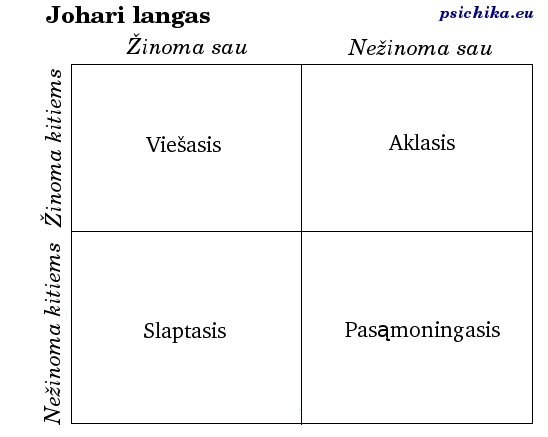 Johari langas
psichika.eu
Žinoma sau
Nežinoma sau
Žinoma kitiems
Viešasis
Aklasis
Nežinoma kitiems
Slaptasis
Pasąmoningasis